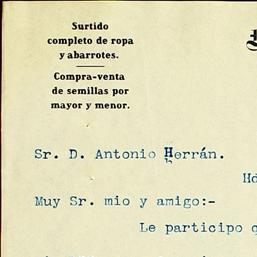 Surtido
completo de ropa
y abarrotes.
Compra-venta
de semillas por
mayor y menor.
Sr. D. Antonio Herrán.
Hd
Muy Sr. mio y amigo:-
Le participo q